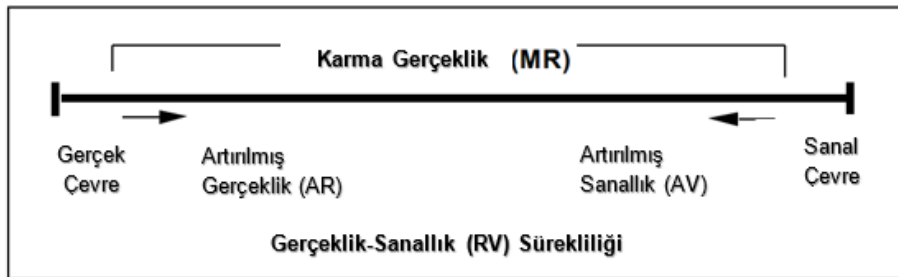 Karma Gerçeklik (MR)
Gerçek
Çevre
Artırılmış
Gerçeklik (AR)
Artırılmış
Sanallık (AV)
Sanal
Çevre
Gerçeklik-Sanallık (RV) Sürekliliği